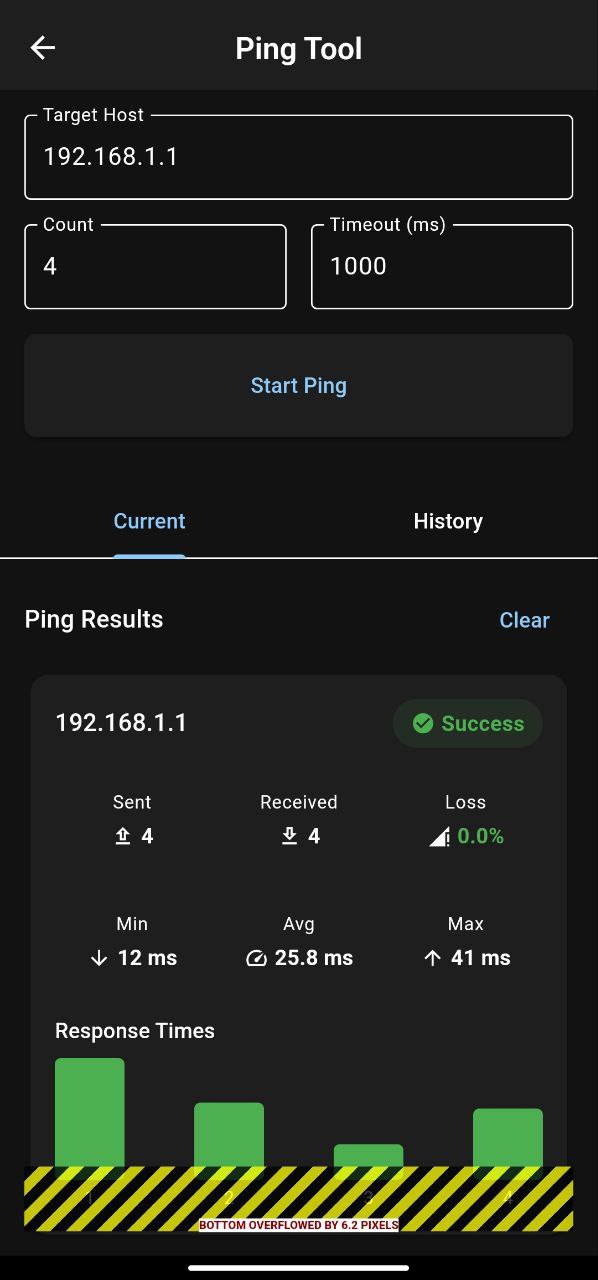 Ping Tool
Target Host
192.168.1.1
Count
Timeout (ms)
4
1000
Start Ping
Current
History
Ping Results
Clear
192.168.1.1
Success
Sent
Received
Loss
4
4
0.0%
Min
Avg
Max
12 ms
25.8 ms
41 ms
Response Times
1
2
3
4
BOTTOM OVERFLOWED BY 6.2 PIXELS